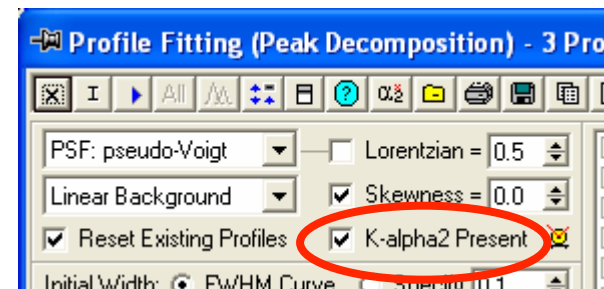 Profile Fitting (Peak Decomposition) - 3 Pro
I All α2
PSF: pseudo-Voigt Lorentzian = 0.5
Linear Background Skewness = 0.0
Reset Existing Profiles K-alpha2 Present
Initial Width: FWHM Curve Specify 0.1